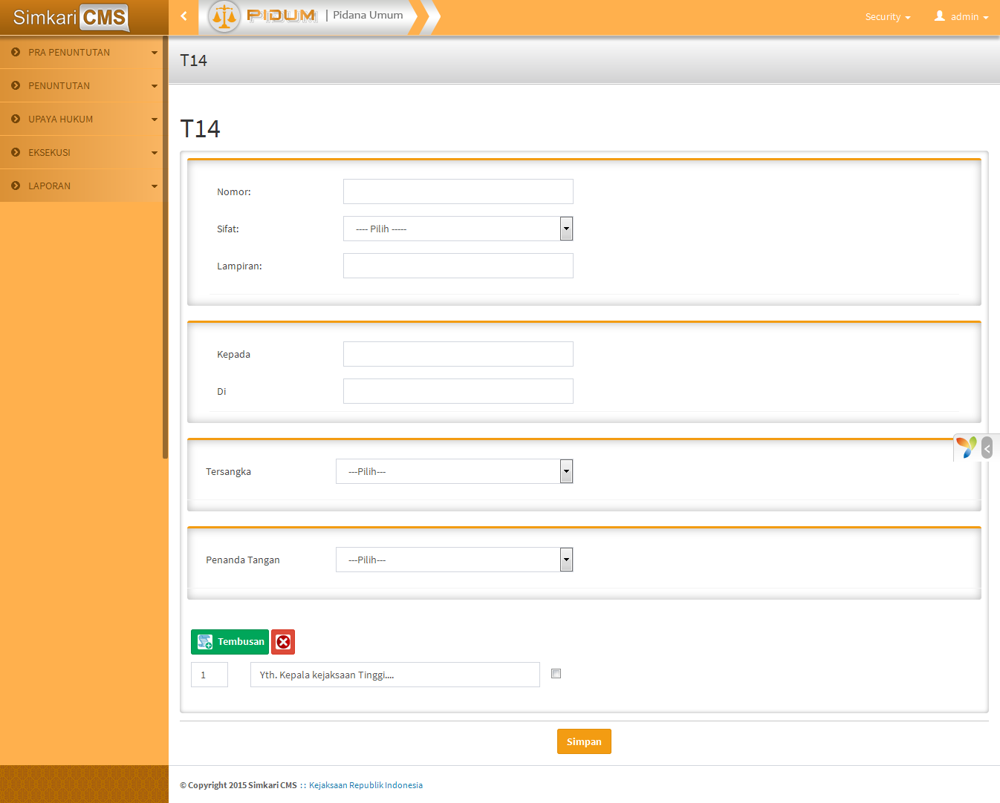 Simkari CMS
PIDUM | Pidana Umum
Security
admin
PRA PENUNTUTAN
PENUNTUTAN
UPAYA HUKUM
EKSEKUSI
LAPORAN
T14
T14
Nomor:
Sifat:
---- Pilih -----
Lampiran:
Kepada
Di
Tersangka
---Pilih---
Penanda Tangan
---Pilih---
Tembusan
1
Yth. Kepala kejaksaan Tinggi....
Simpan
© Copyright 2015 Simkari CMS :: Kejaksaan Republik Indonesia